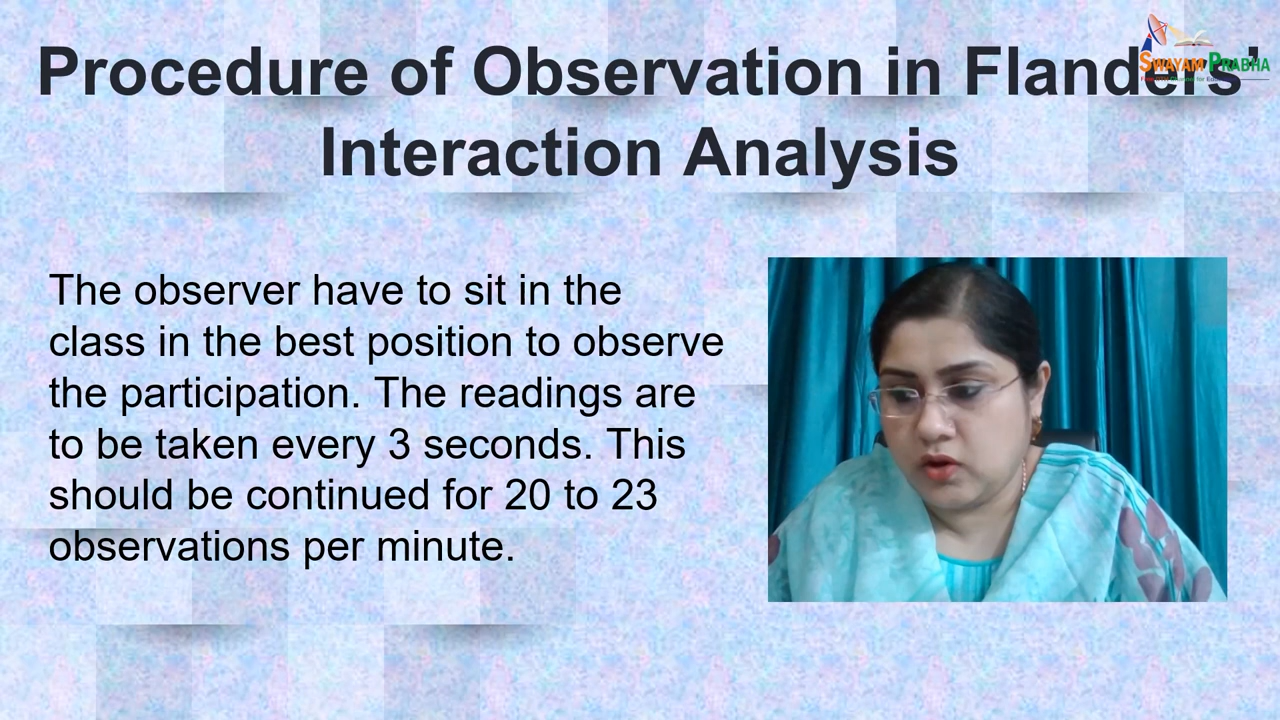 Procedure of Observation in Flanders'
Interaction Analysis
SWAYAM PRABHA
The observer have to sit in the
class in the best position to observe
the participation. The readings are
to be taken every 3 seconds. This
should be continued for 20 to 23
observations per minute.